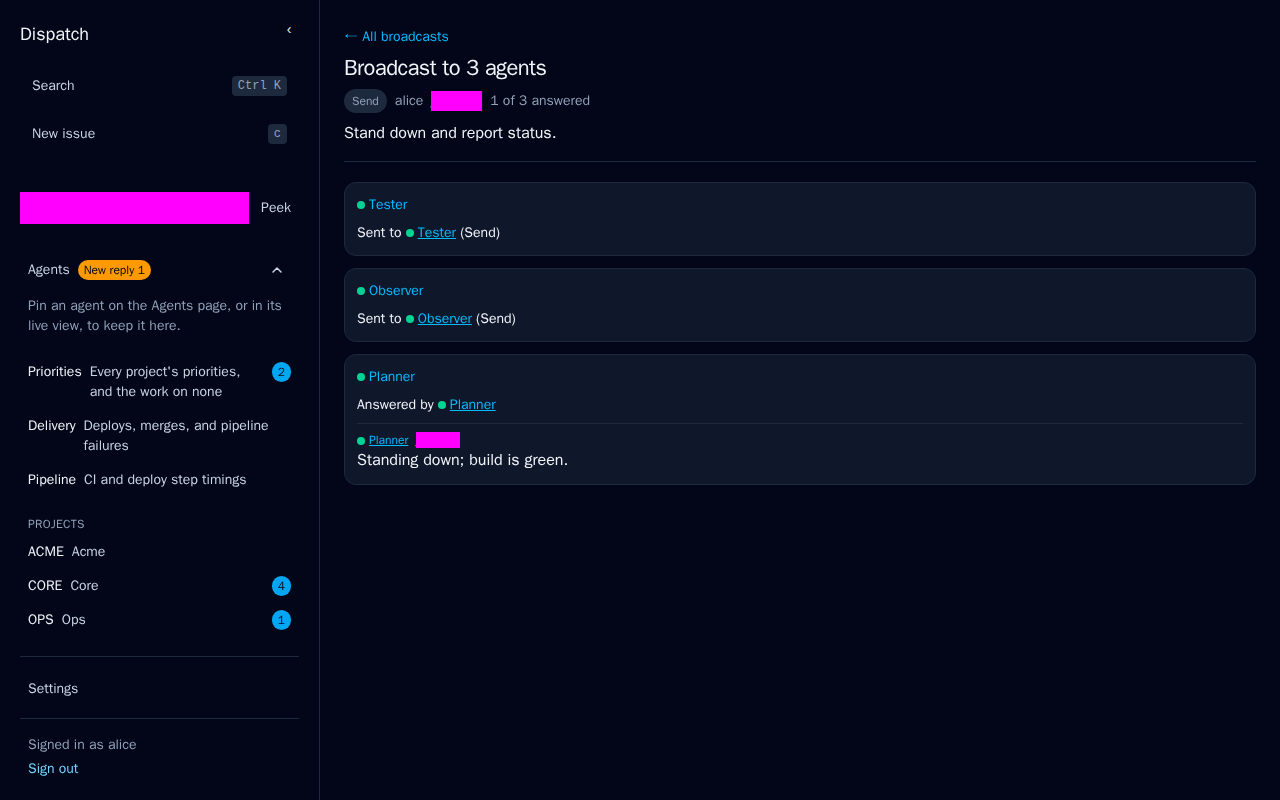 Dispatch
Search Ctrl K
New issue C
Peek
Agents New reply 1
Pin an agent on the Agents page, or in its
live view, to keep it here.
Priorities Every project's priorities,
and the work on none 2
Delivery Deploys, merges, and pipeline
failures
Pipeline CI and deploy step timings
PROJECTS
ACME Acme
CORE Core 4
OPS Ops 1
Settings
Signed in as alice
Sign out
← All broadcasts
Broadcast to 3 agents
Send alice 1 of 3 answered
Stand down and report status.
Tester
Sent to Tester (Send)
Observer
Sent to Observer (Send)
Planner
Answered by Planner
Planner
Standing down; build is green.